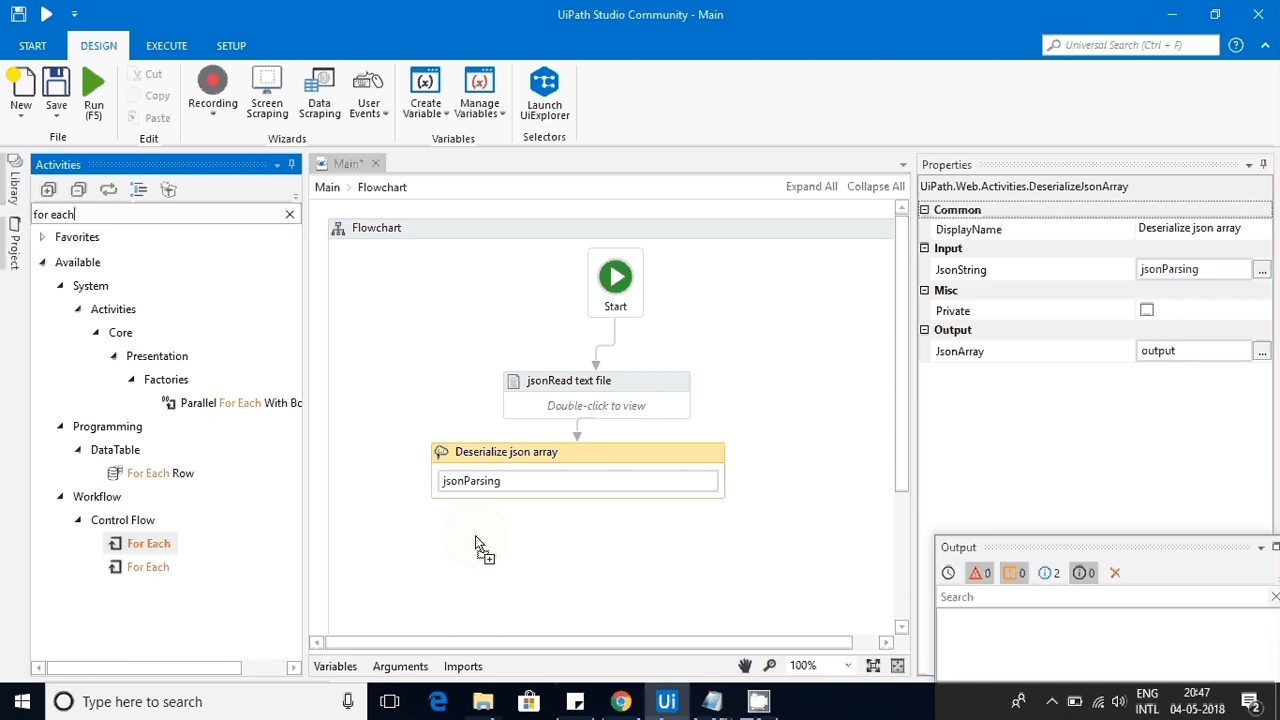 UiPath Studio Community - Main
START DESIGN EXECUTE SETUP
Universal Search (Ctrl + F)
New Save Run (F5) Cut Copy Paste
Recording Screen Scraping Data Scraping User Events
Create Variable Manage Variables Launch UiExplorer
File Edit Wizards Variables Selectors
Library
Project
Activities
for each
Favorites
Available
System
Activities
Core
Presentation
Factories
Parallel For Each With Bo
Programming
DataTable
For Each Row
Workflow
Control Flow
For Each
For Each
Main*
Main > Flowchart Expand All Collapse All
Flowchart
Start
jsonRead text file
Double-click to view
Deserialize json array
jsonParsing
Variables Arguments Imports 100%
Properties
UiPath.Web.Activities.DeserializeJsonArray
Common
DisplayName Deserialize json array
Input
JsonString jsonParsing ...
Misc
Private
Output
JsonArray output ...
Output
0 0 2 0
Search
Type here to search
Ui
ENG
INTL
20:47
04-05-2018
2